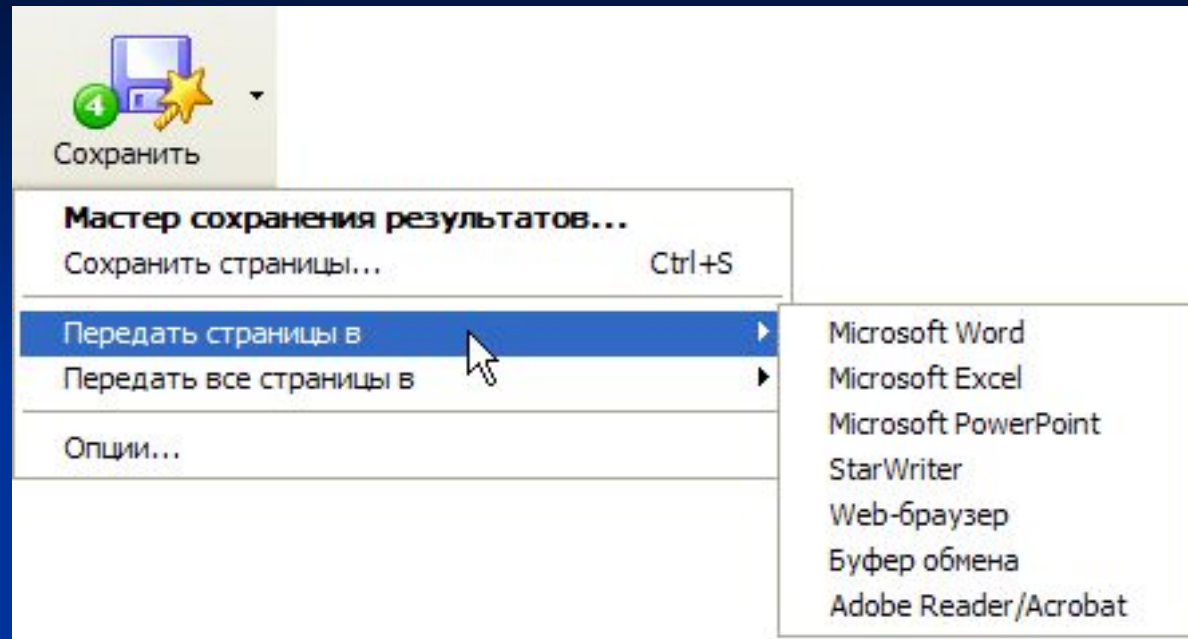 4
Сохранить
Мастер сохранения результатов...
Сохранить страницы... Ctrl+S
Передать страницы в
Передать все страницы в
Опции...
Microsoft Word
Microsoft Excel
Microsoft PowerPoint
StarWriter
Web-браузер
Буфер обмена
Adobe Reader/Acrobat